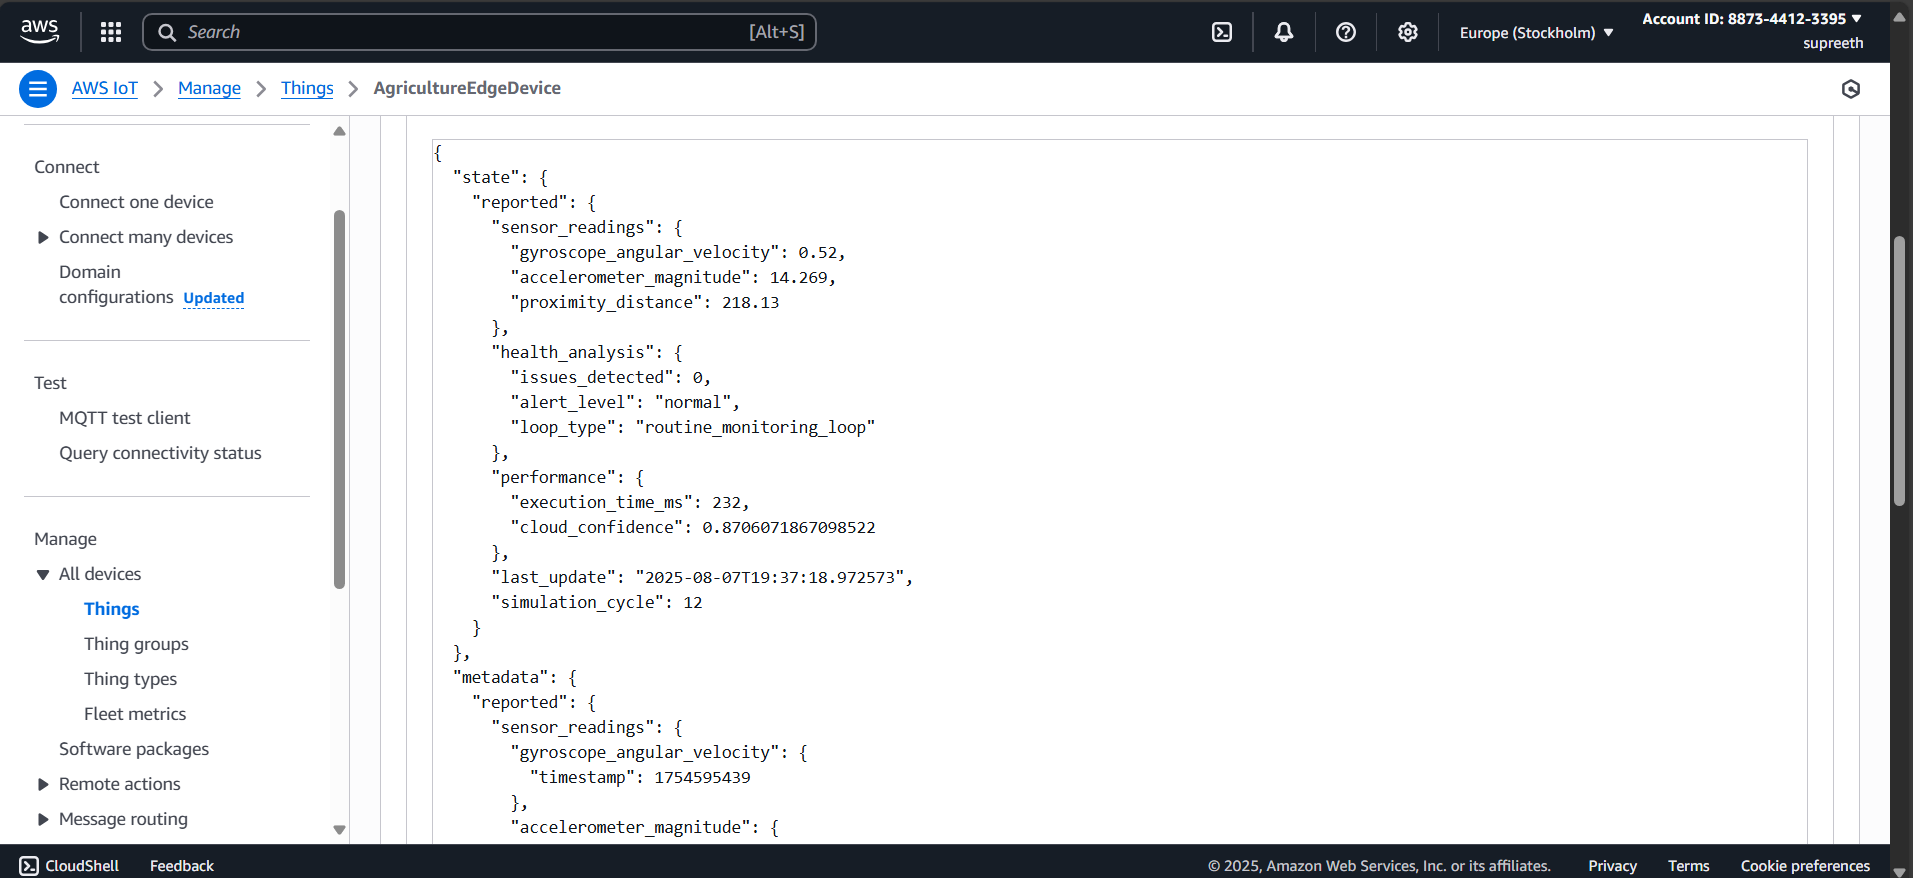 aws
Search
[Alt+S]
Europe (Stockholm)
Account ID: 8873-4412-3395
supreeth
AWS IoT
Manage
Things
AgricultureEdgeDevice
Connect
Connect one device
Connect many devices
Domain
configurations Updated
Test
MQTT test client
Query connectivity status
Manage
All devices
Things
Thing groups
Thing types
Fleet metrics
Software packages
Remote actions
Message routing
{
"state": {
"reported": {
"sensor_readings": {
"gyroscope_angular_velocity": 0.52,
"accelerometer_magnitude": 14.269,
"proximity_distance": 218.13
},
"health_analysis": {
"issues_detected": 0,
"alert_level": "normal",
"loop_type": "routine_monitoring_loop"
},
"performance": {
"execution_time_ms": 232,
"cloud_confidence": 0.8706071867098522
},
"last_update": "2025-08-07T19:37:18.972573",
"simulation_cycle": 12
}
},
"metadata": {
"reported": {
"sensor_readings": {
"gyroscope_angular_velocity": {
"timestamp": 1754595439
},
"accelerometer_magnitude": {
CloudShell
Feedback
© 2025, Amazon Web Services, Inc. or its affiliates.
Privacy
Terms
Cookie preferences